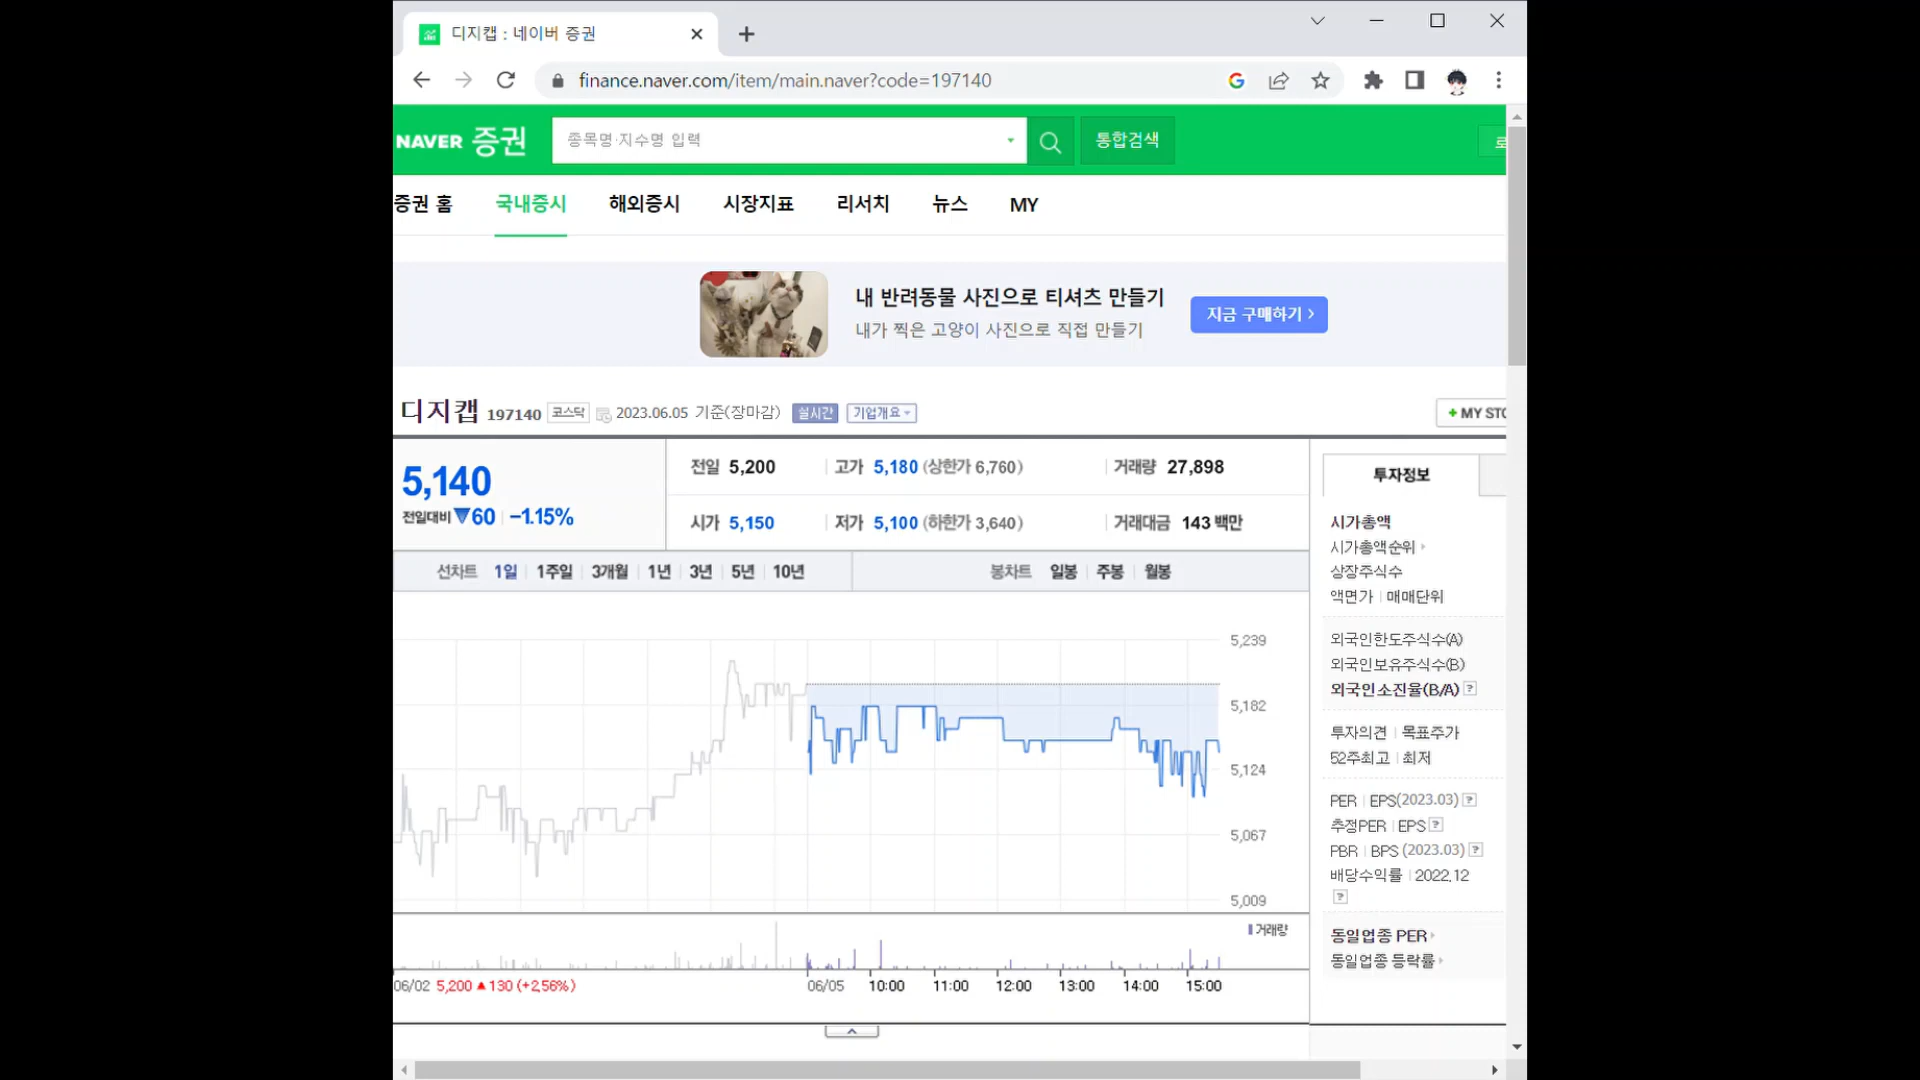 디지캡 : 네이버 증권
finance.naver.com/item/main.naver?code=197140
NAVER 증권
종목명·지수명 입력
통합검색
증권 홈 국내증시 해외증시 시장지표 리서치 뉴스 MY
내 반려동물 사진으로 티셔츠 만들기
내가 찍은 고양이 사진으로 직접 만들기
지금 구매하기 >
디지캡 197140 코스닥 2023.06.05 기준(장마감) 실시간 기업개요
+ MY STO
5,140
전일대비 ▼60 -1.15%
전일 5,200 고가 5,180 (상한가 6,760) 거래량 27,898
시가 5,150 저가 5,100 (하한가 3,640) 거래대금 143 백만
선차트 1일 1주일 3개월 1년 3년 5년 10년
봉차트 일봉 주봉 월봉
5,239
5,182
5,124
5,067
5,009
거래량
06/02 5,200 ▲130 (+2.56%)
06/05 10:00 11:00 12:00 13:00 14:00 15:00
투자정보
시가총액
시가총액순위
상장주식수
액면가 매매단위
외국인한도주식수(A)
외국인보유주식수(B)
외국인소진율(B/A) ?
투자의견 목표주가
52주최고 최저
PER EPS(2023.03) ?
추정PER EPS ?
PBR BPS (2023.03) ?
배당수익률 2022.12
?
동일업종 PER
동일업종 등락률